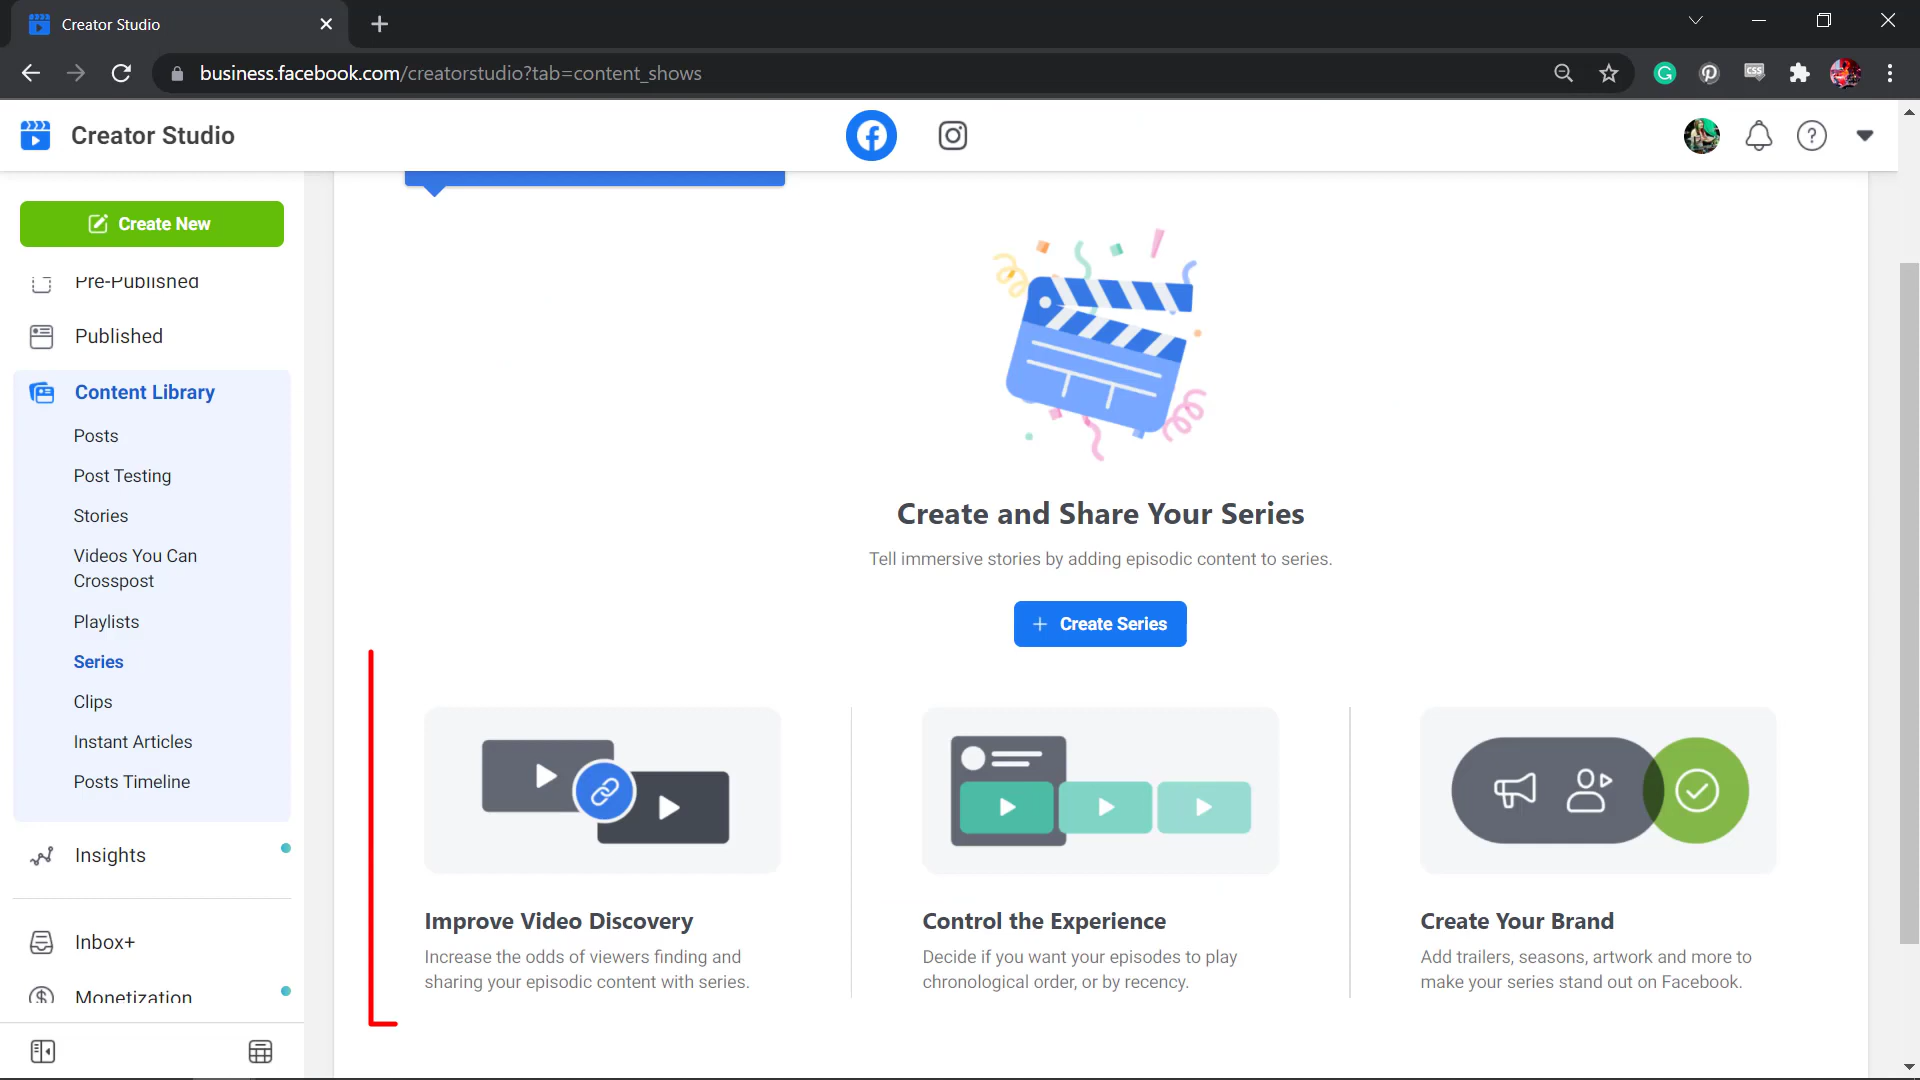 Creator Studio
business.facebook.com/creatorstudio?tab=content_shows
CSS
Creator Studio
Create New
Pre-Published
Published
Content Library
Posts
Post Testing
Stories
Videos You Can
Crosspost
Playlists
Series
Clips
Instant Articles
Posts Timeline
Insights
Inbox+
Monetization
Create and Share Your Series
Tell immersive stories by adding episodic content to series.
+ Create Series
Improve Video Discovery
Increase the odds of viewers finding and
sharing your episodic content with series.
Control the Experience
Decide if you want your episodes to play
chronological order, or by recency.
Create Your Brand
Add trailers, seasons, artwork and more to
make your series stand out on Facebook.